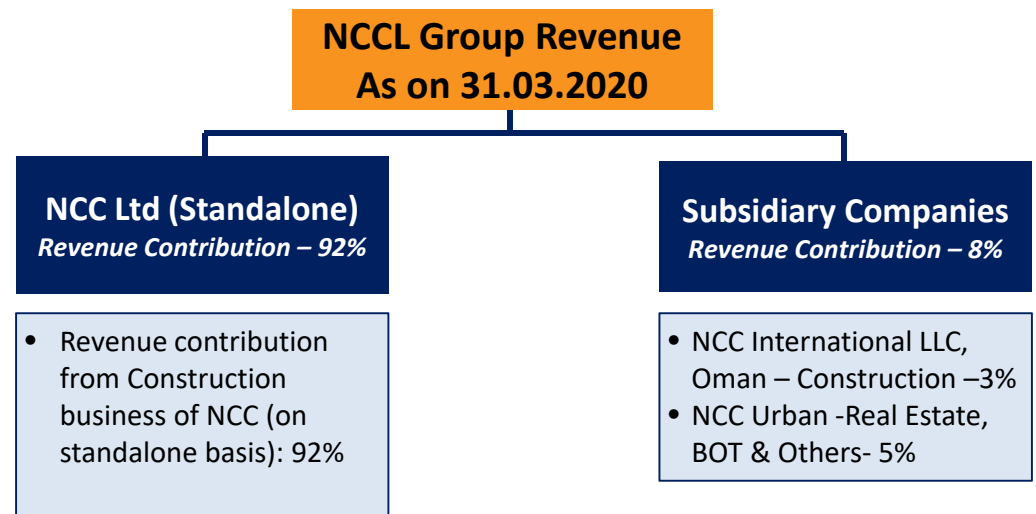 NCCL Group Revenue
As on 31.03.2020
NCC Ltd (Standalone)
Revenue Contribution – 92%
• Revenue contribution
from Construction
business of NCC (on
standalone basis): 92%
Subsidiary Companies
Revenue Contribution – 8%
• NCC International LLC,
Oman – Construction –3%
• NCC Urban -Real Estate,
BOT & Others- 5%